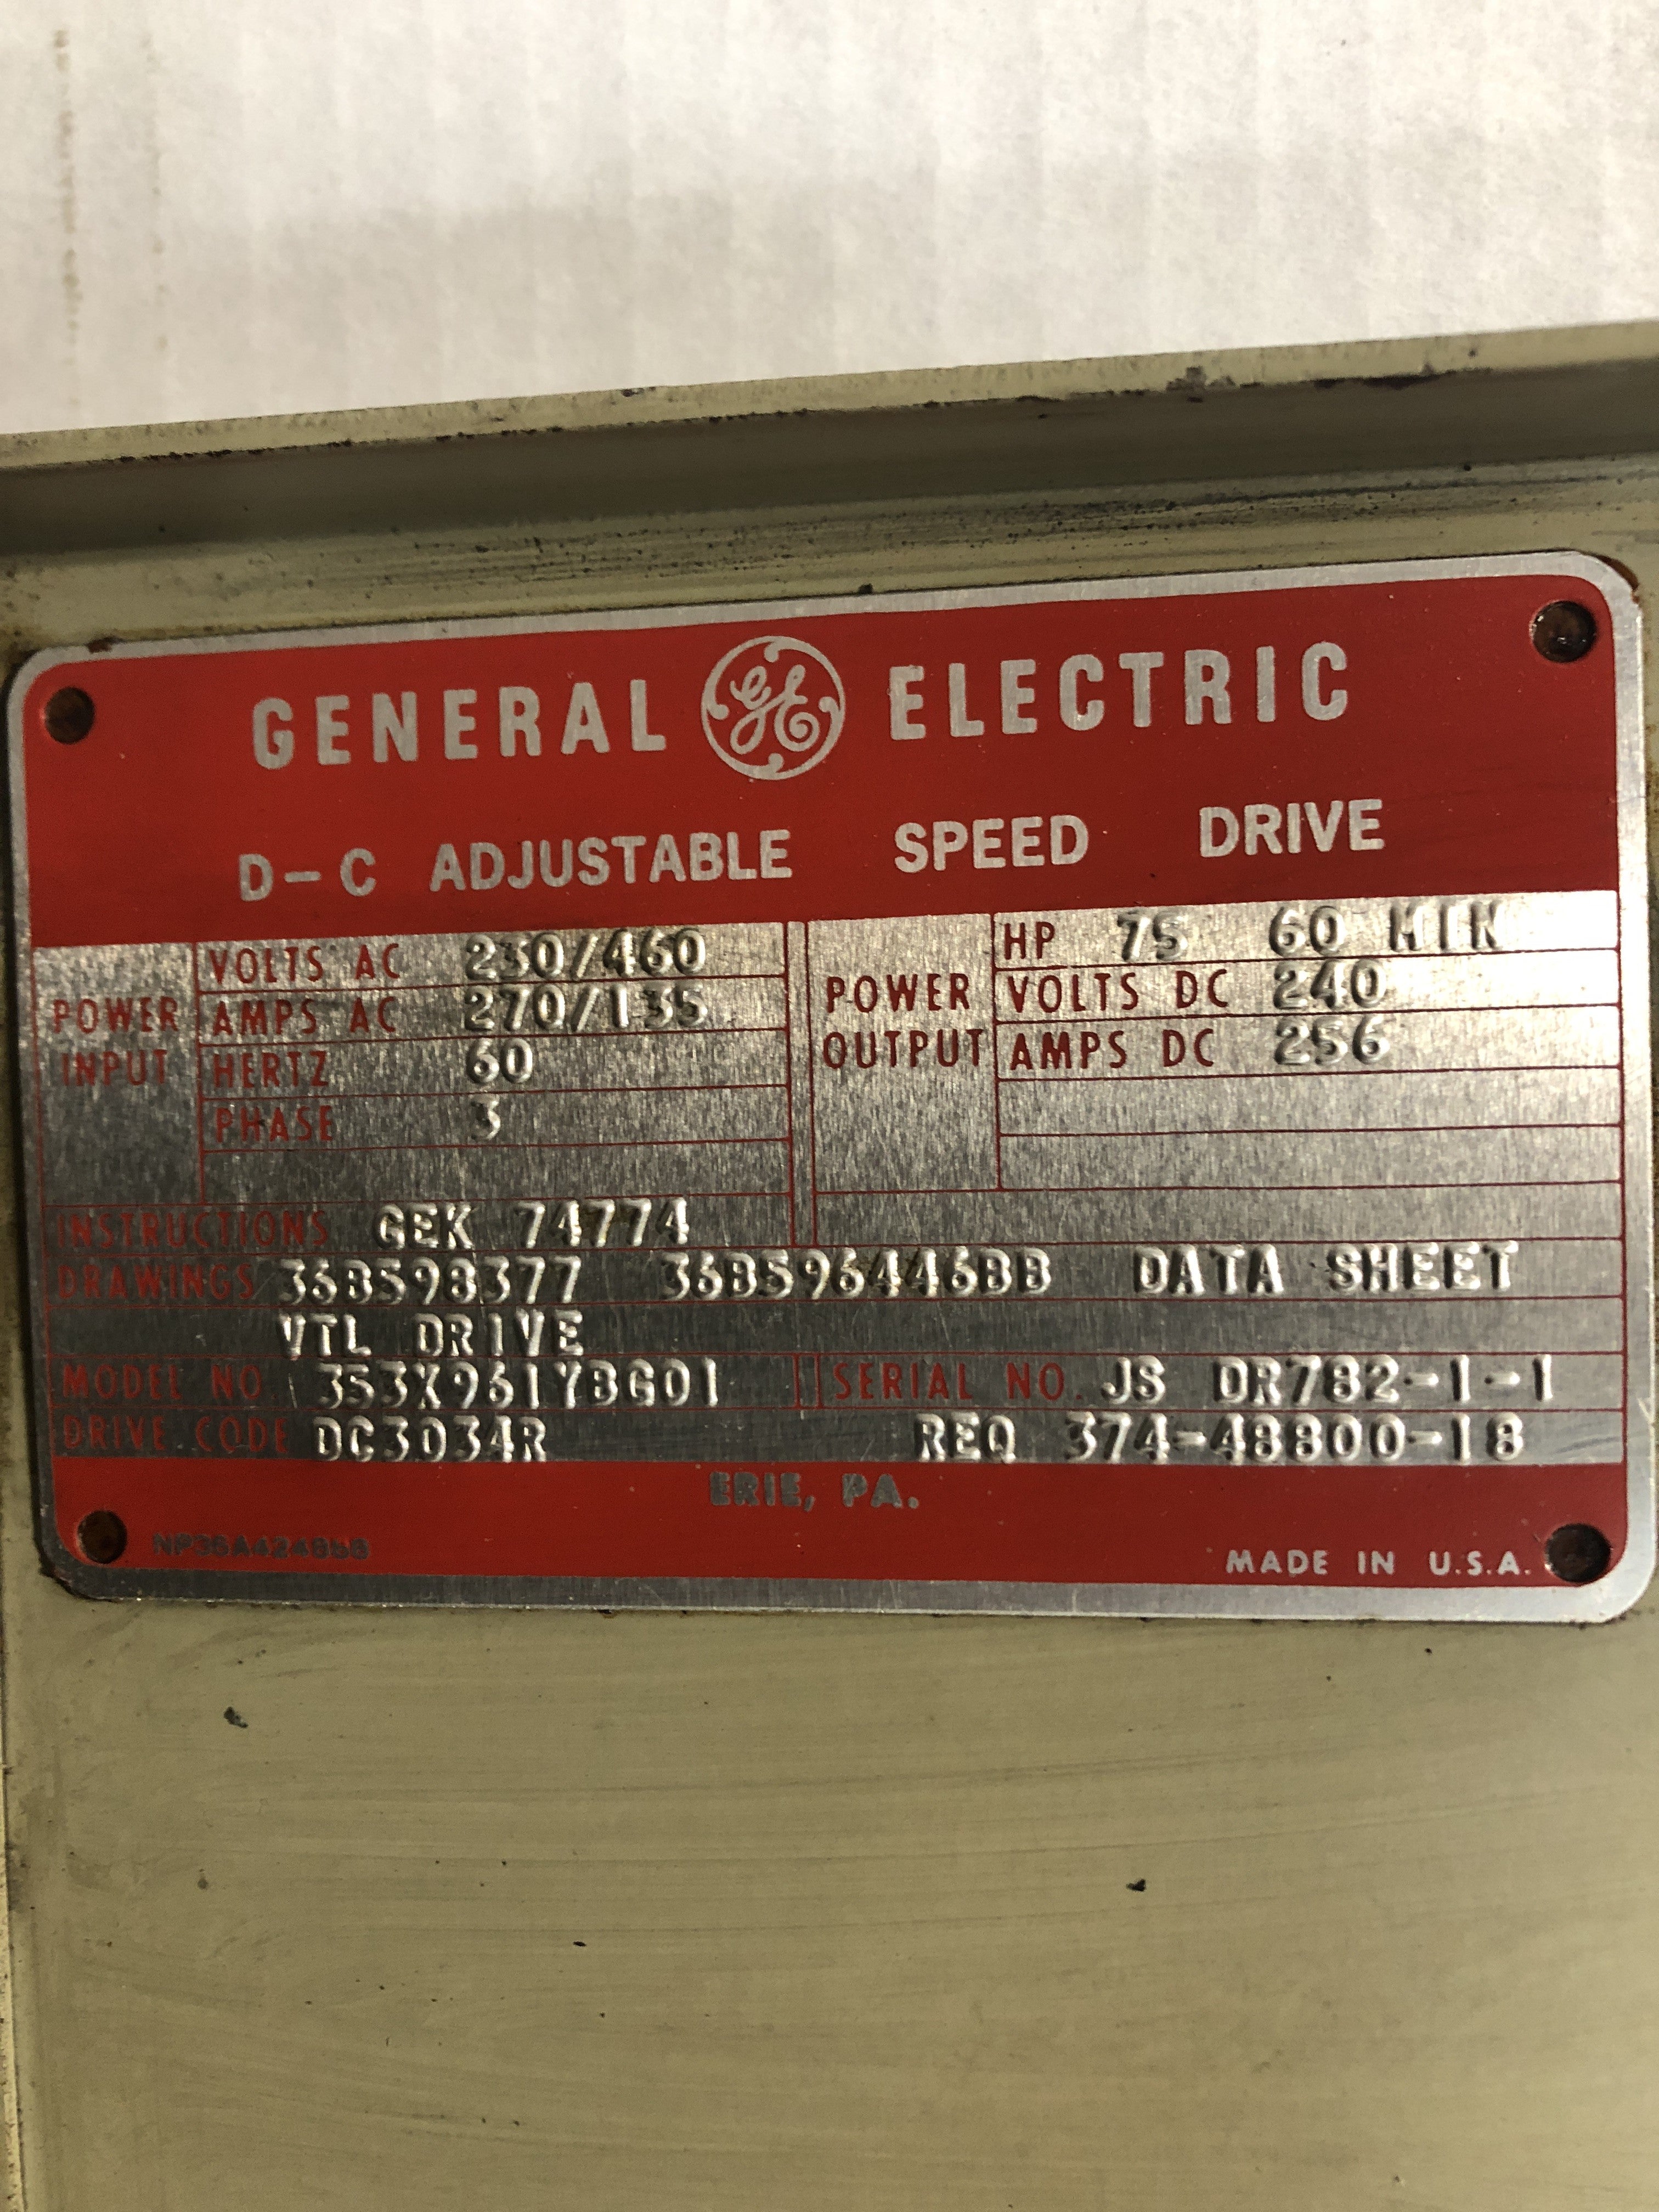 GENERAL GE ELECTRIC
D-C ADJUSTABLE SPEED DRIVE
POWER INPUT
VOLTS AC 230/460
AMPS AC 270/135
HERTZ 60
PHASE 3
POWER OUTPUT
HP 75 60 MIN
VOLTS DC 240
AMPS DC 256
INSTRUCTIONS GEK 74774
DRAWINGS 36B598377 36B596446BB DATA SHEET
VTL DRIVE
MODEL NO. 353X961YBG01 SERIAL NO. JS DR782-1-1
DRIVE CODE DC3034R REQ 374-48800-18
ERIE, PA.
MADE IN U.S.A.